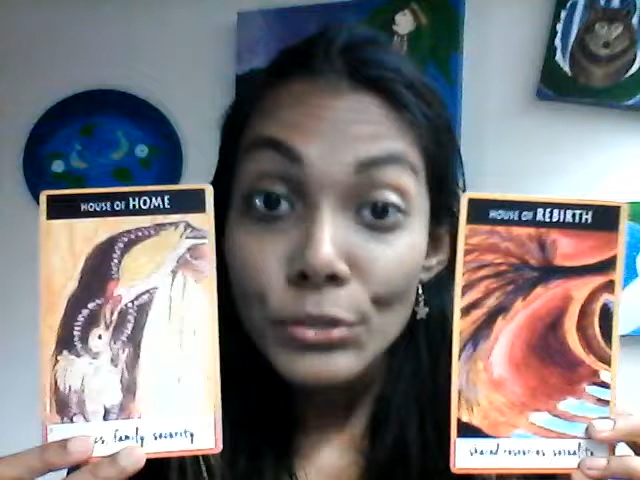 HOUSE OF HOME
family security
HOUSE OF REBIRTH
shared resources, sexuality